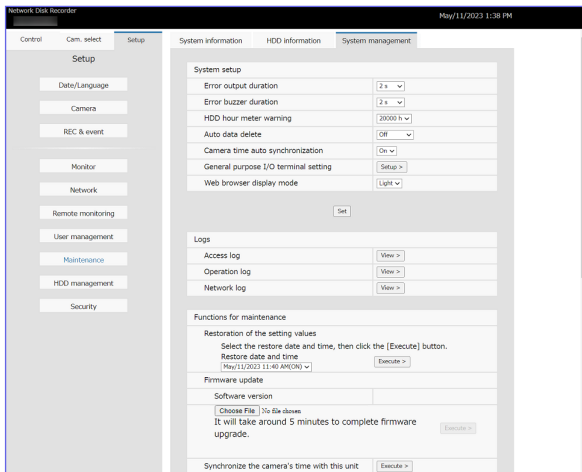 Network Disk Recorder
May/11/2023 1:38 PM
Control Cam. select Setup System information HDD information System management
Setup
Date/Language
Camera
REC & event
Monitor
Network
Remote monitoring
User management
Maintenance
HDD management
Security
System setup
Error output duration 2 s
Error buzzer duration 2 s
HDD hour meter warning 20000 h
Auto data delete Off
Camera time auto synchronization On
General purpose I/O terminal setting Setup >
Web browser display mode Light
Set
Logs
Access log View >
Operation log View >
Network log View >
Functions for maintenance
Restoration of the setting values
Select the restore date and time, then click the [Execute] button.
Restore date and time
May/11/2023 11:40 AM(ON) Execute >
Firmware update
Software version
Choose File No file chosen
It will take around 5 minutes to complete firmware
upgrade. Execute >
Synchronize the camera's time with this unit Execute >